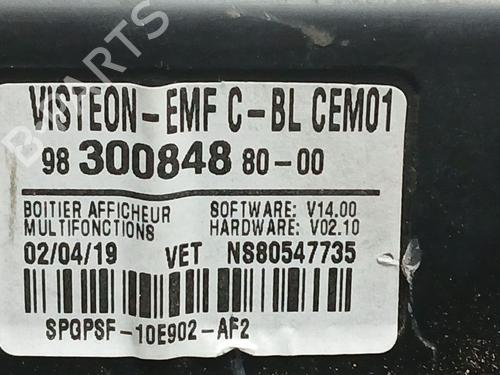 VISTEON-EMF C-BL CEM01
98 300848 80-00
BOITIER AFFICHEUR SOFTWARE: V14.00
MULTIFONCTIONS HARDWARE: V02.10
02/04/19 VET NS80547735
SPGPSF-10E902-AF2
B PARTS